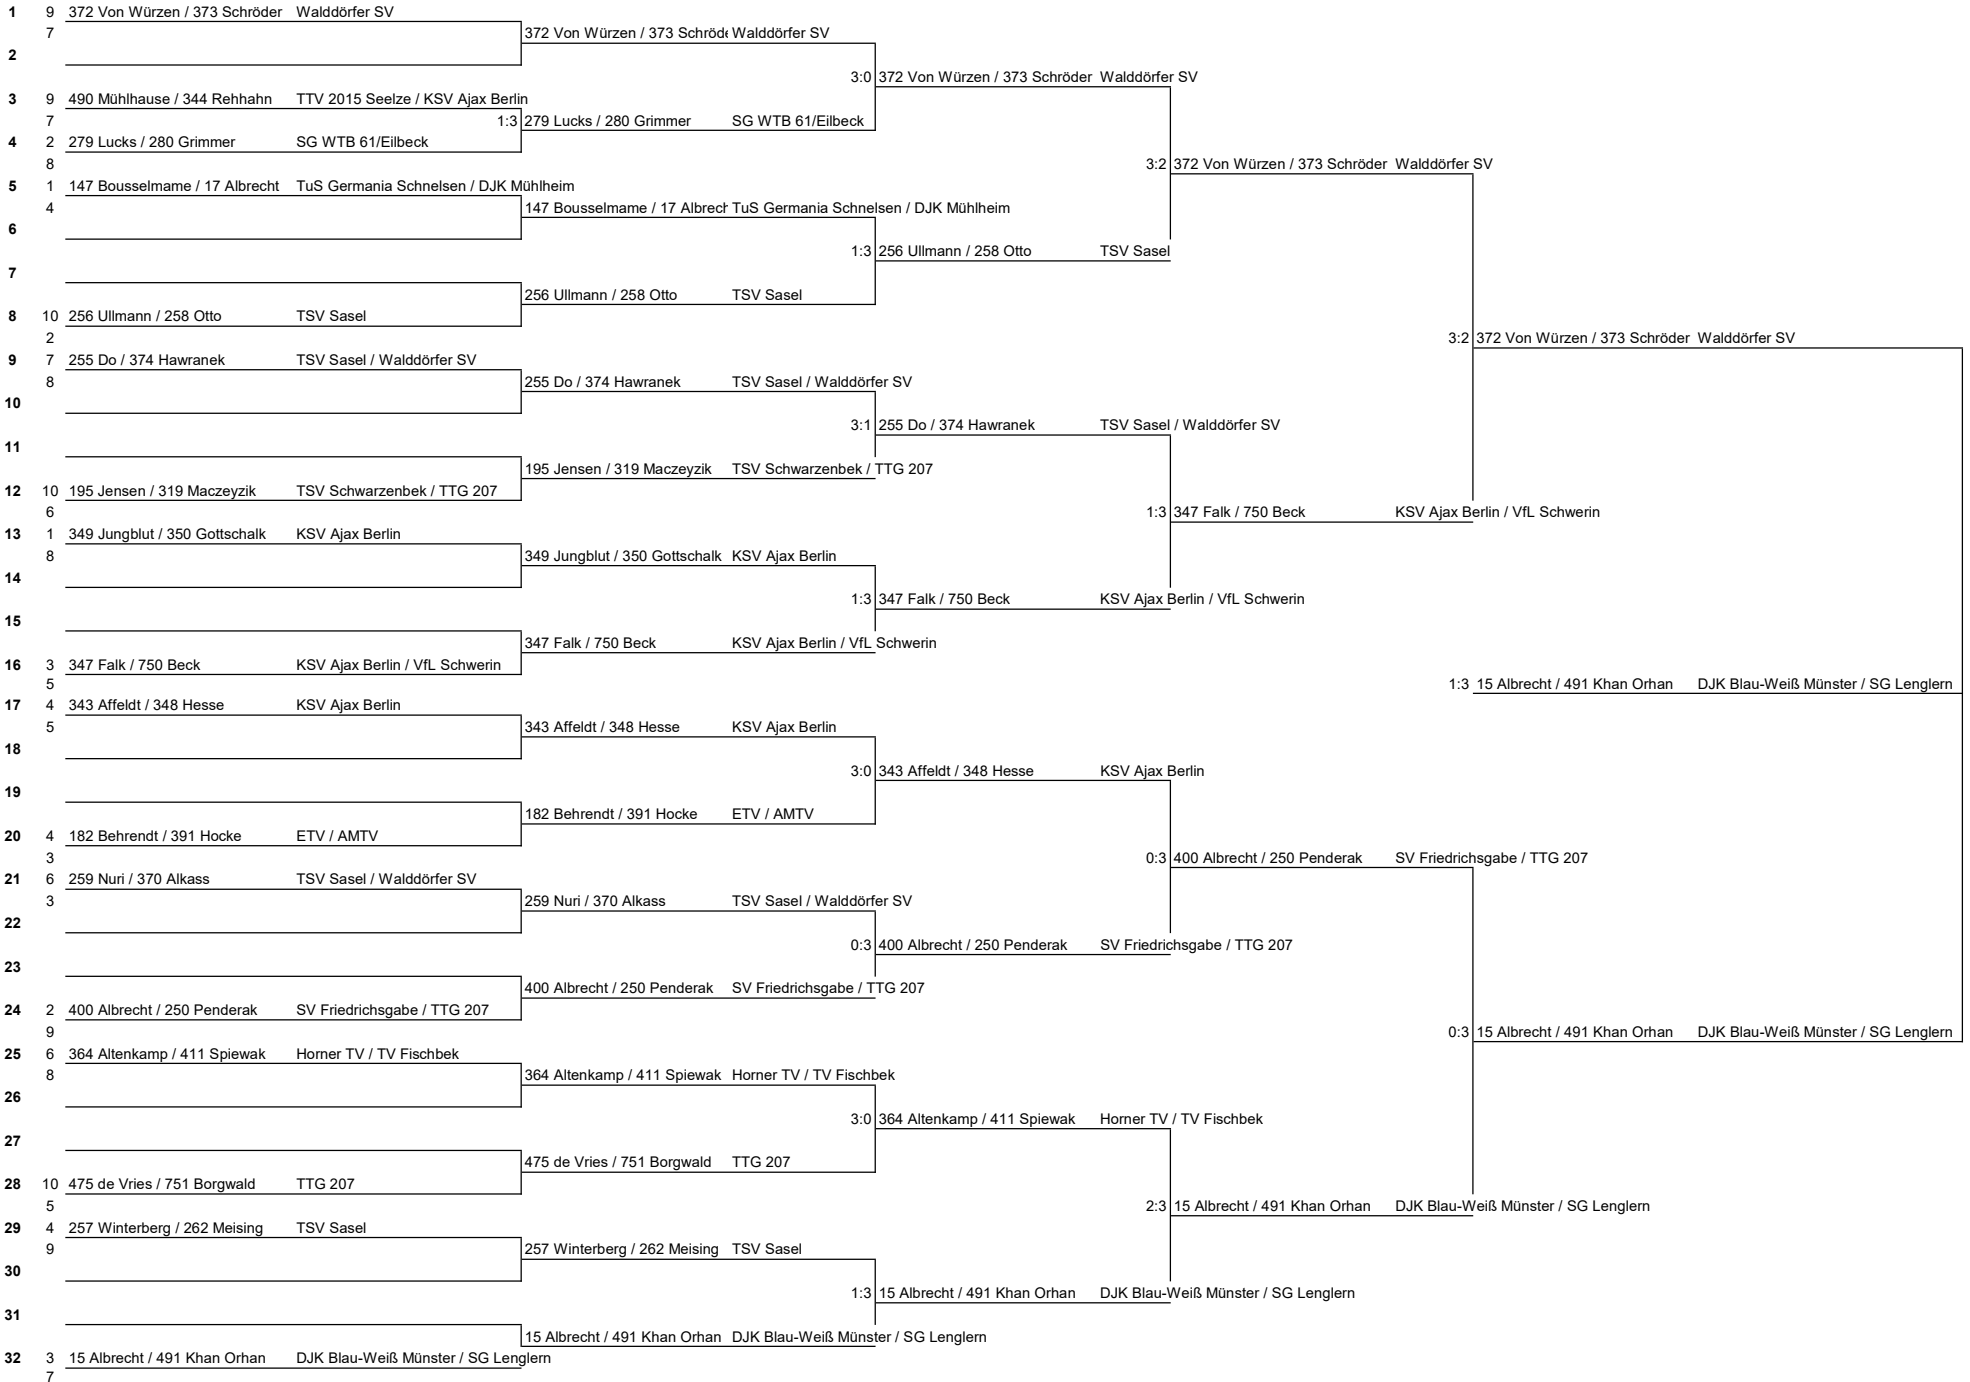 1 9 372 Von Würzen / 373 Schröder Walddörfer SV
7 372 Von Würzen / 373 Schröde Walddörfer SV
2
3:0 372 Von Würzen / 373 Schröder Walddörfer SV
3 9 490 Mühlhause / 344 Rehhahn TTV 2015 Seelze / KSV Ajax Berlin
7 1:3 279 Lucks / 280 Grimmer SG WTB 61/Eilbeck
4 2 279 Lucks / 280 Grimmer SG WTB 61/Eilbeck
8 3:2 372 Von Würzen / 373 Schröder Walddörfer SV
5 1 147 Bousselmame / 17 Albrecht TuS Germania Schnelsen / DJK Mühlheim
4 147 Bousselmame / 17 Albrech TuS Germania Schnelsen / DJK Mühlheim
6
1:3 256 Ullmann / 258 Otto TSV Sasel
7
256 Ullmann / 258 Otto TSV Sasel
8 10 256 Ullmann / 258 Otto TSV Sasel
2 3:2 372 Von Würzen / 373 Schröder Walddörfer SV
9 7 255 Do / 374 Hawranek TSV Sasel / Walddörfer SV
8 255 Do / 374 Hawranek TSV Sasel / Walddörfer SV
10
3:1 255 Do / 374 Hawranek TSV Sasel / Walddörfer SV
11
195 Jensen / 319 Maczeyzik TSV Schwarzenbek / TTG 207
12 10 195 Jensen / 319 Maczeyzik TSV Schwarzenbek / TTG 207
6 1:3 347 Falk / 750 Beck KSV Ajax Berlin / VfL Schwerin
13 1 349 Jungblut / 350 Gottschalk KSV Ajax Berlin
8 349 Jungblut / 350 Gottschalk KSV Ajax Berlin
14
1:3 347 Falk / 750 Beck KSV Ajax Berlin / VfL Schwerin
15
347 Falk / 750 Beck KSV Ajax Berlin / VfL Schwerin
16 3 347 Falk / 750 Beck KSV Ajax Berlin / VfL Schwerin
5 1:3 15 Albrecht / 491 Khan Orhan DJK Blau-Weiß Münster / SG Lenglern
17 4 343 Affeldt / 348 Hesse KSV Ajax Berlin
5 343 Affeldt / 348 Hesse KSV Ajax Berlin
18
3:0 343 Affeldt / 348 Hesse KSV Ajax Berlin
19
182 Behrendt / 391 Hocke ETV / AMTV
20 4 182 Behrendt / 391 Hocke ETV / AMTV
3 0:3 400 Albrecht / 250 Penderak SV Friedrichsgabe / TTG 207
21 6 259 Nuri / 370 Alkass TSV Sasel / Walddörfer SV
3 259 Nuri / 370 Alkass TSV Sasel / Walddörfer SV
22
0:3 400 Albrecht / 250 Penderak SV Friedrichsgabe / TTG 207
23
400 Albrecht / 250 Penderak SV Friedrichsgabe / TTG 207
24 2 400 Albrecht / 250 Penderak SV Friedrichsgabe / TTG 207
9 0:3 15 Albrecht / 491 Khan Orhan DJK Blau-Weiß Münster / SG Lenglern
25 6 364 Altenkamp / 411 Spiewak Horner TV / TV Fischbek
8 364 Altenkamp / 411 Spiewak Horner TV / TV Fischbek
26
3:0 364 Altenkamp / 411 Spiewak Horner TV / TV Fischbek
27
475 de Vries / 751 Borgwald TTG 207
28 10 475 de Vries / 751 Borgwald TTG 207
5 2:3 15 Albrecht / 491 Khan Orhan DJK Blau-Weiß Münster / SG Lenglern
29 4 257 Winterberg / 262 Meising TSV Sasel
9 257 Winterberg / 262 Meising TSV Sasel
30
1:3 15 Albrecht / 491 Khan Orhan DJK Blau-Weiß Münster / SG Lenglern
31
15 Albrecht / 491 Khan Orhan DJK Blau-Weiß Münster / SG Lenglern
32 3 15 Albrecht / 491 Khan Orhan DJK Blau-Weiß Münster / SG Lenglern
7